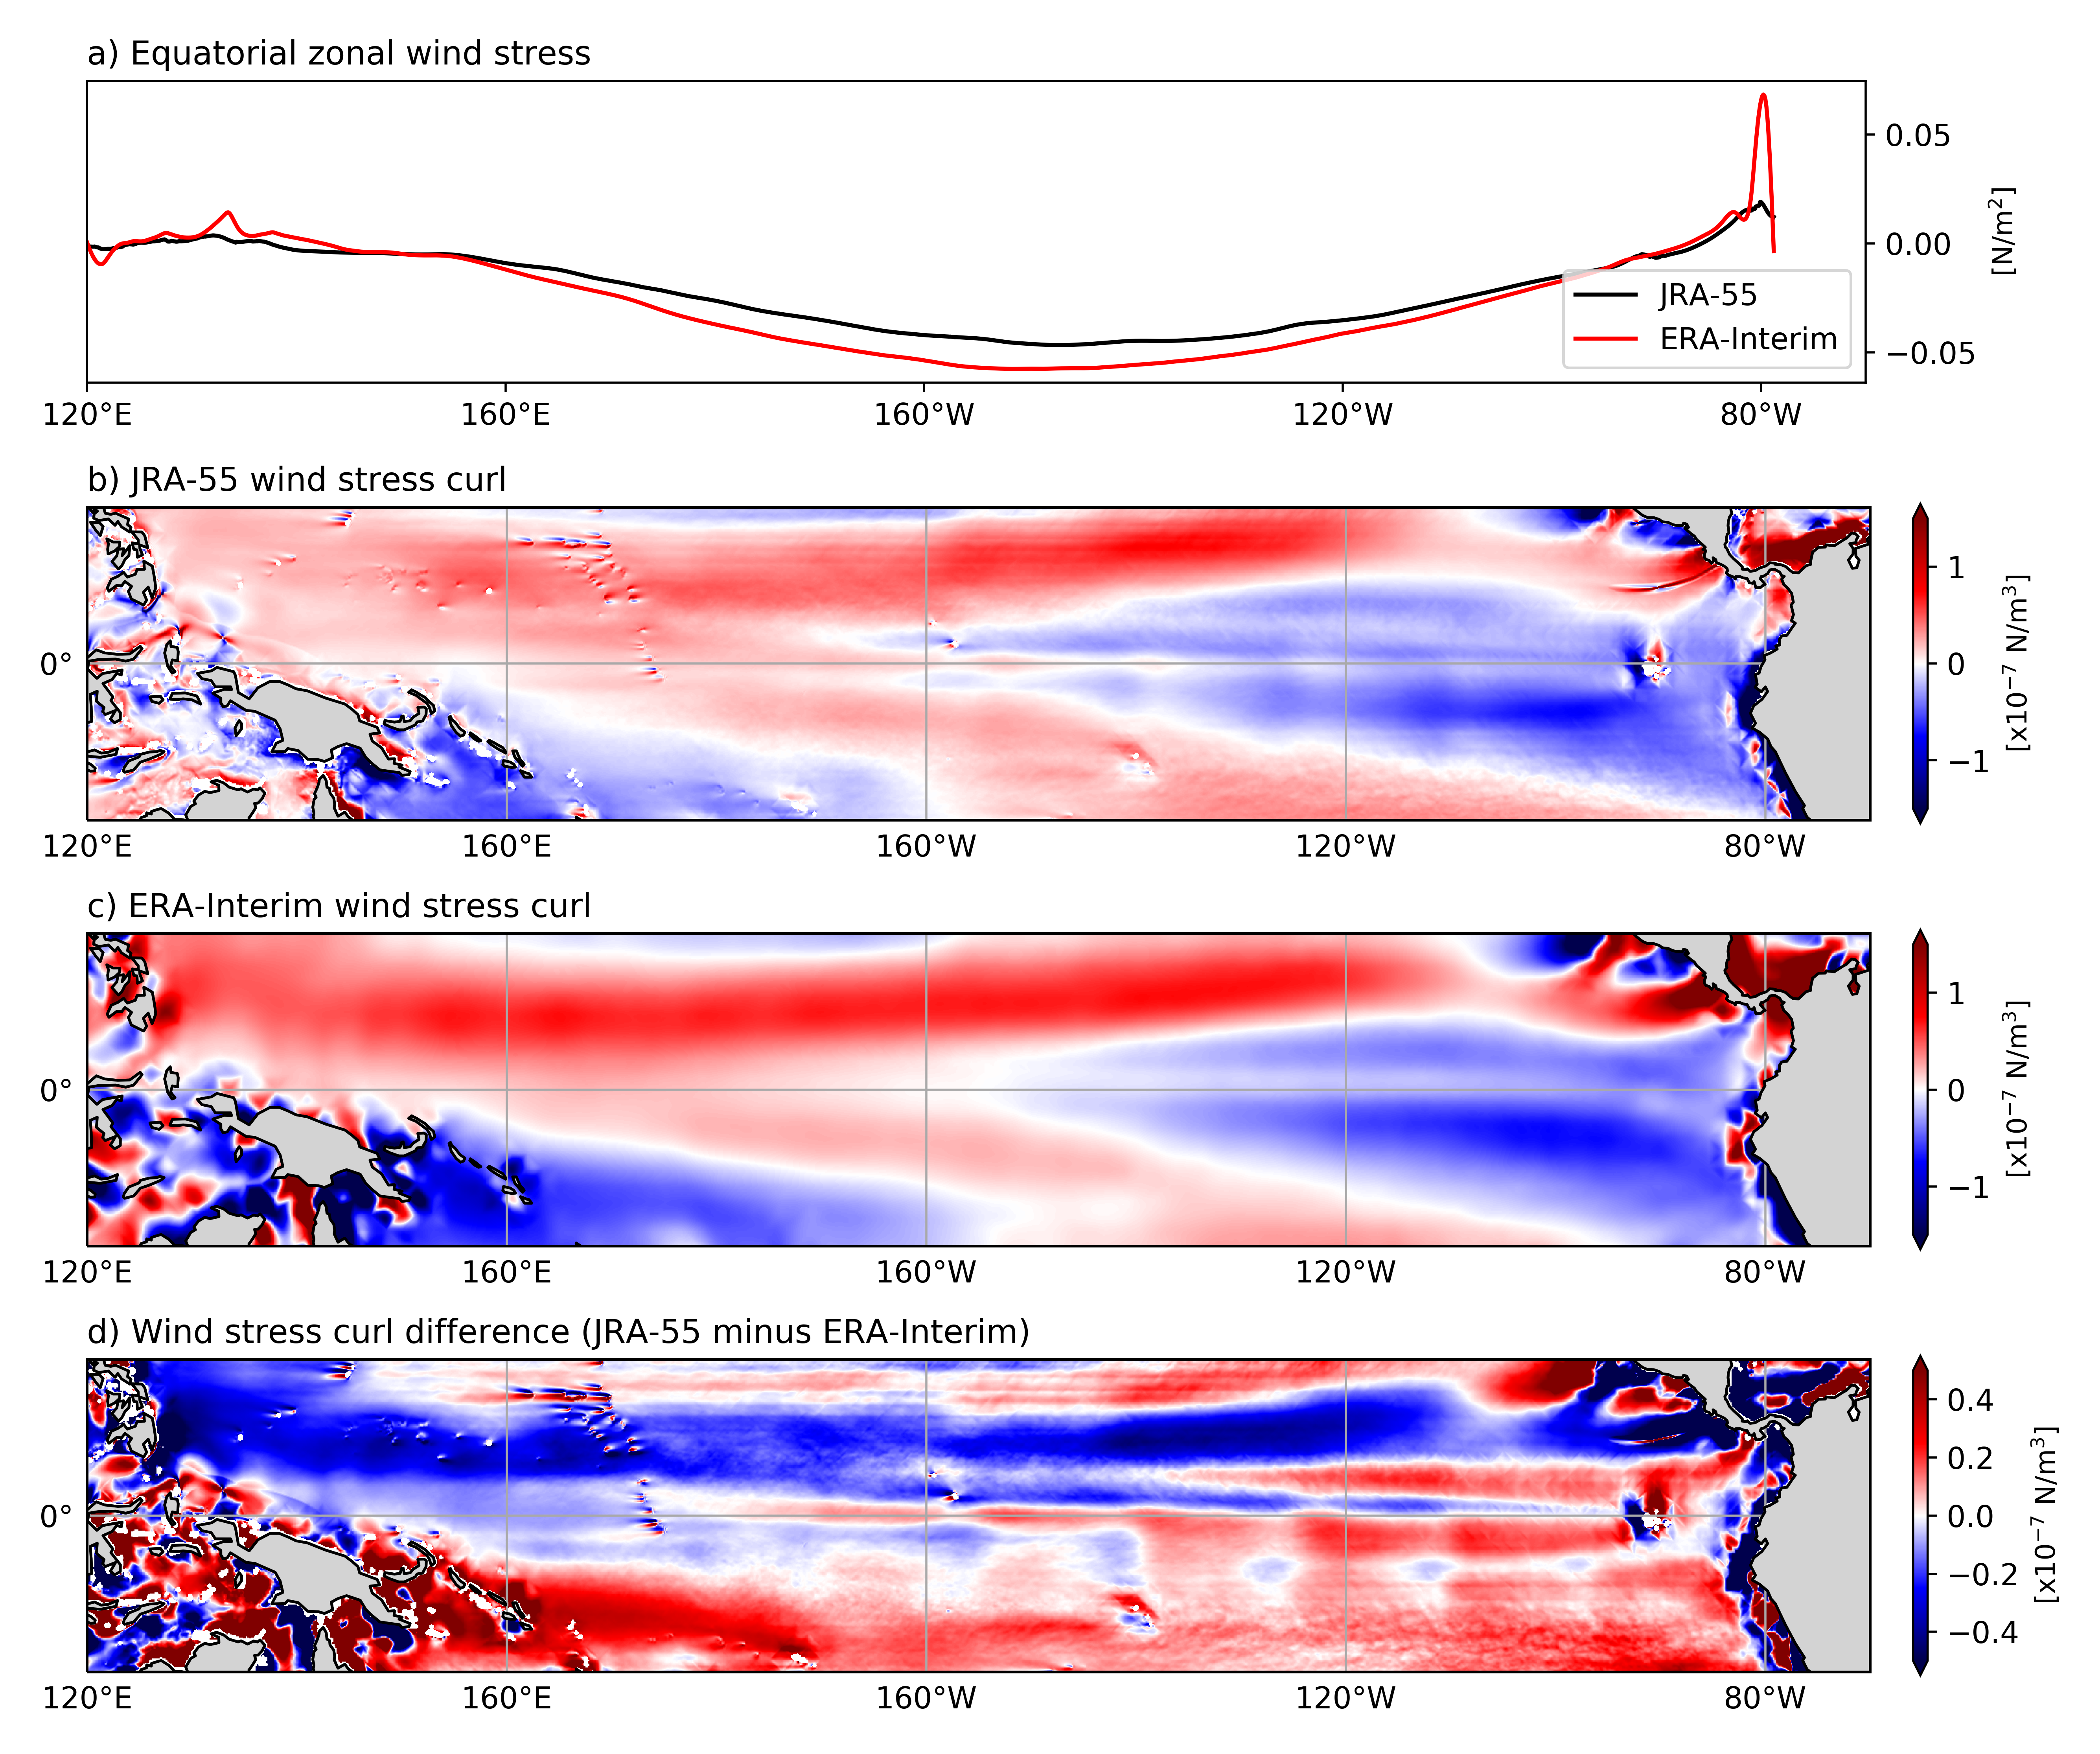 a) Equatorial zonal wind stress
0.05
0.00
−0.05
[N/m²]
JRA-55
ERA-Interim
120°E 160°E 160°W 120°W 80°W
b) JRA-55 wind stress curl
0°
1
0
−1
[x10⁻⁷ N/m³]
120°E 160°E 160°W 120°W 80°W
c) ERA-Interim wind stress curl
0°
1
0
−1
[x10⁻⁷ N/m³]
120°E 160°E 160°W 120°W 80°W
d) Wind stress curl difference (JRA-55 minus ERA-Interim)
0°
0.4
0.2
0.0
−0.2
−0.4
[x10⁻⁷ N/m³]
120°E 160°E 160°W 120°W 80°W